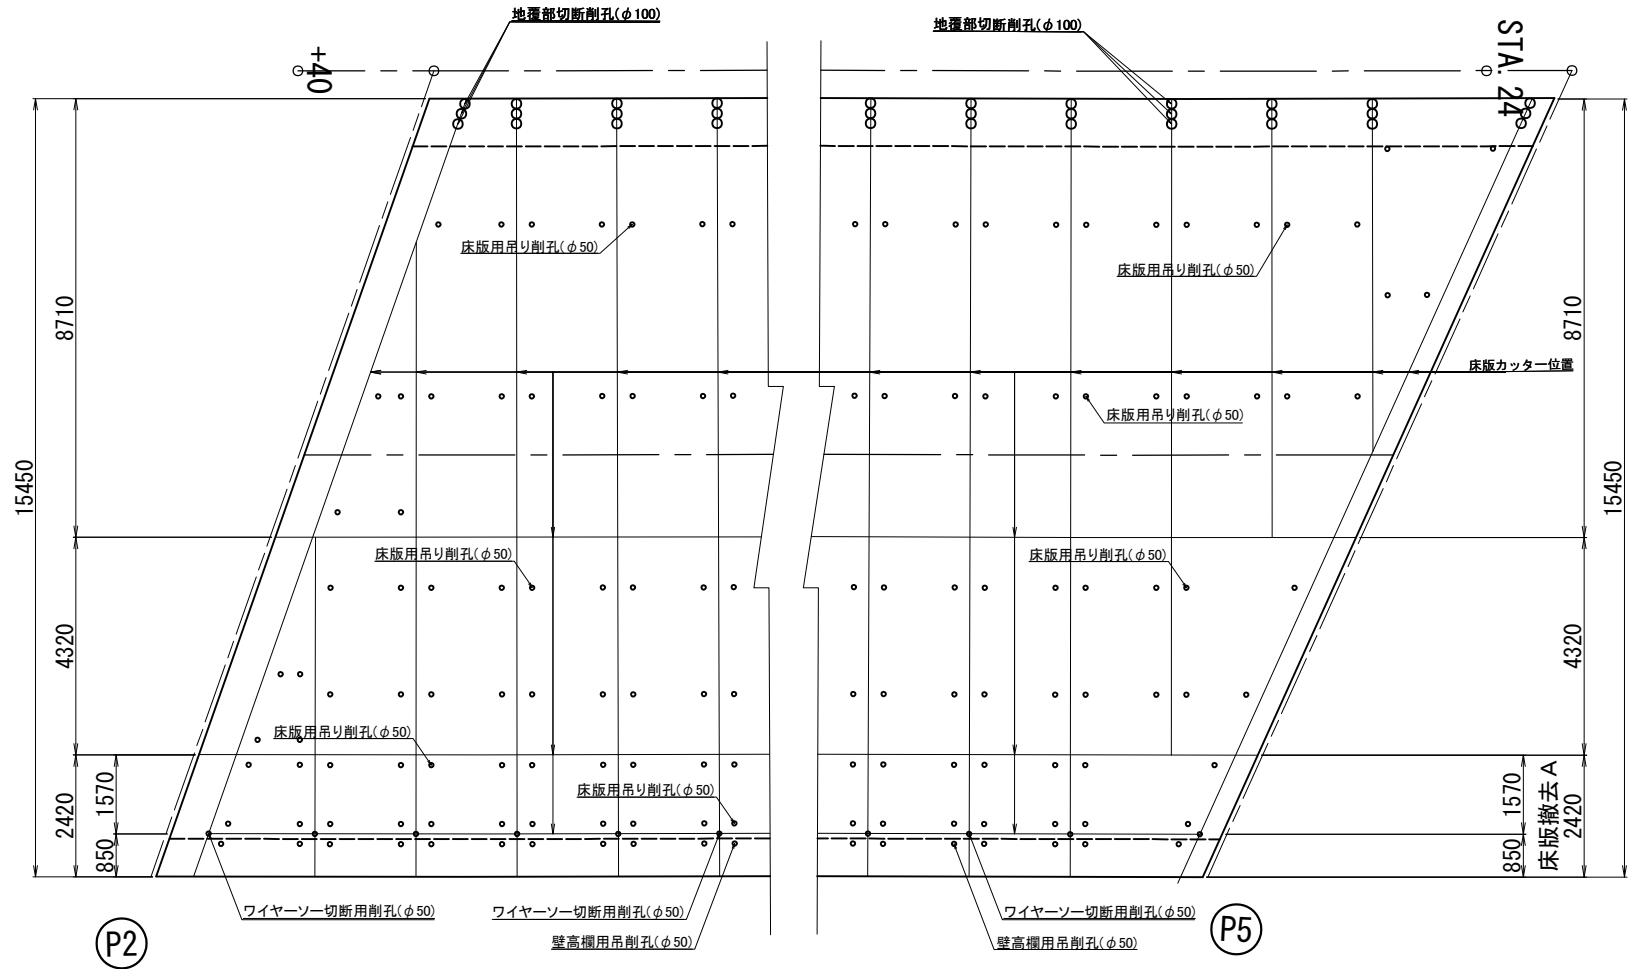 地覆部切断削孔(φ100)
地覆部切断削孔(φ100)
+40
STA. 24
床版用吊り削孔(φ50)
床版用吊り削孔(φ50)
8710
8710
床版カッター位置
床版用吊り削孔(φ50)
15450
15450
床版用吊り削孔(φ50)
床版用吊り削孔(φ50)
4320
4320
床版用吊り削孔(φ50)
床版用吊り削孔(φ50)
2420
1570
850
1570
850
床版撤去A
2420
ワイヤーソー切断用削孔(φ50)
ワイヤーソー切断用削孔(φ50)
ワイヤーソー切断用削孔(φ50)
壁高欄用吊削孔(φ50)
壁高欄用吊削孔(φ50)
P2
P5